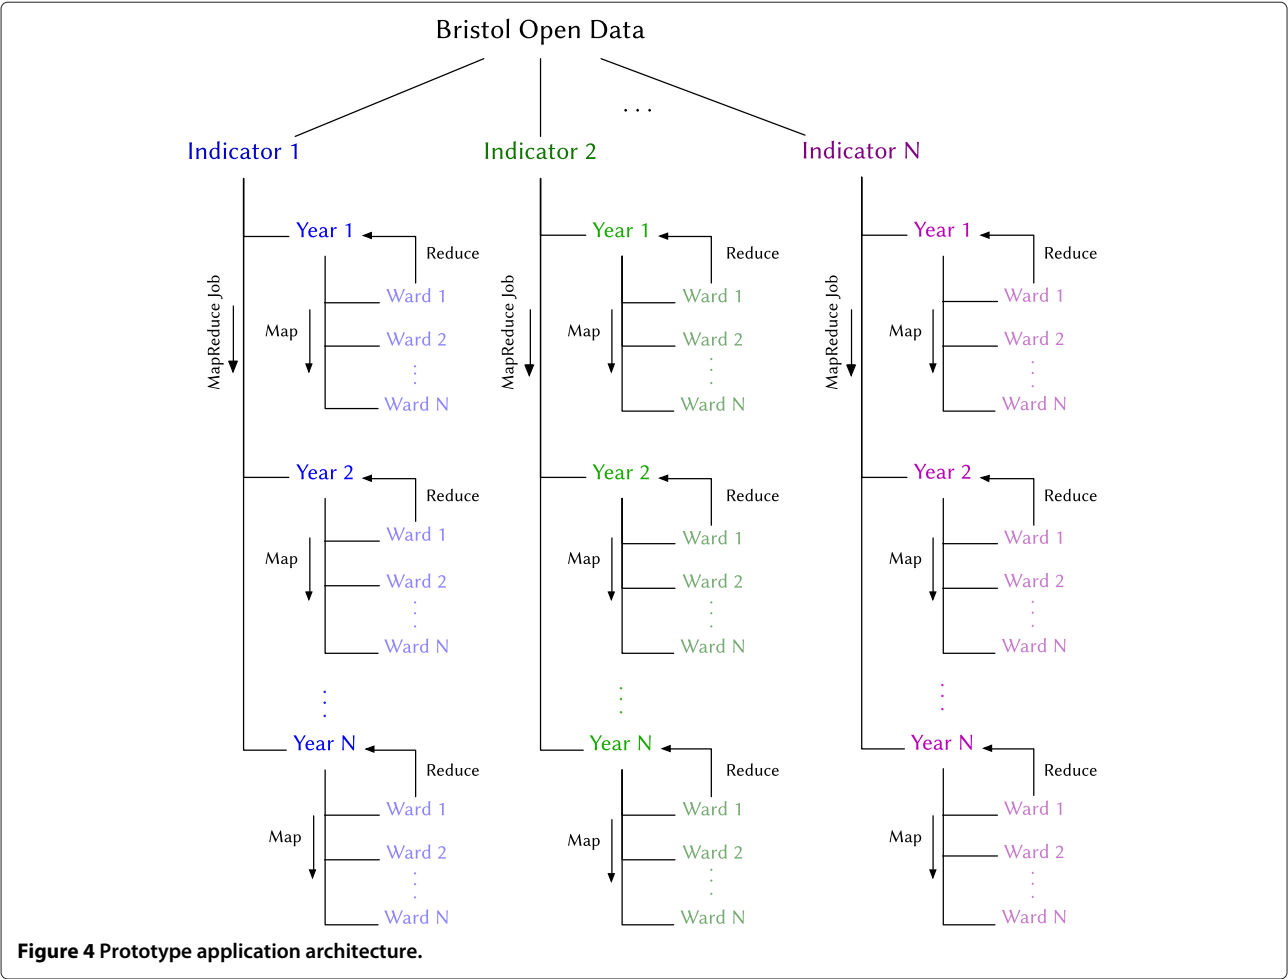 Bristol Open Data
. . .
Indicator 1
Indicator 2
Indicator N
MapReduce Job
Year 1
Reduce
Map
Ward 1
Ward 2
Ward N
Year 2
Reduce
Map
Ward 1
Ward 2
Ward N
Year N
Reduce
Map
Ward 1
Ward 2
Ward N
MapReduce Job
Year 1
Reduce
Map
Ward 1
Ward 2
Ward N
Year 2
Reduce
Map
Ward 1
Ward 2
Ward N
Year N
Reduce
Map
Ward 1
Ward 2
Ward N
MapReduce Job
Year 1
Reduce
Map
Ward 1
Ward 2
Ward N
Year 2
Reduce
Map
Ward 1
Ward 2
Ward N
Year N
Reduce
Map
Ward 1
Ward 2
Ward N
Figure 4 Prototype application architecture.